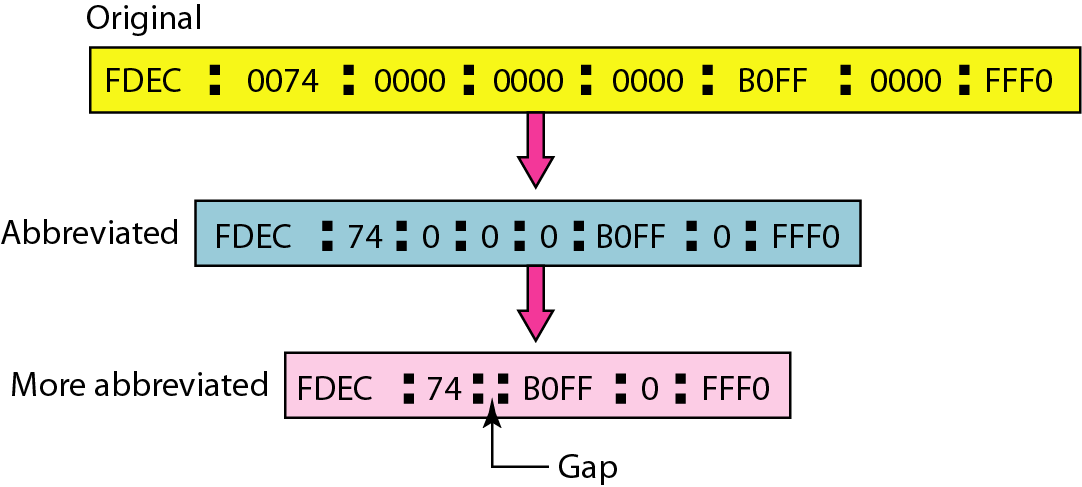 Original
FDEC : 0074 : 0000 : 0000 : 0000 : B0FF : 0000 : FFF0
Abbreviated
FDEC : 74 : 0 : 0 : 0 : B0FF : 0 : FFF0
More abbreviated
FDEC : 74 : : B0FF : 0 : FFF0
Gap